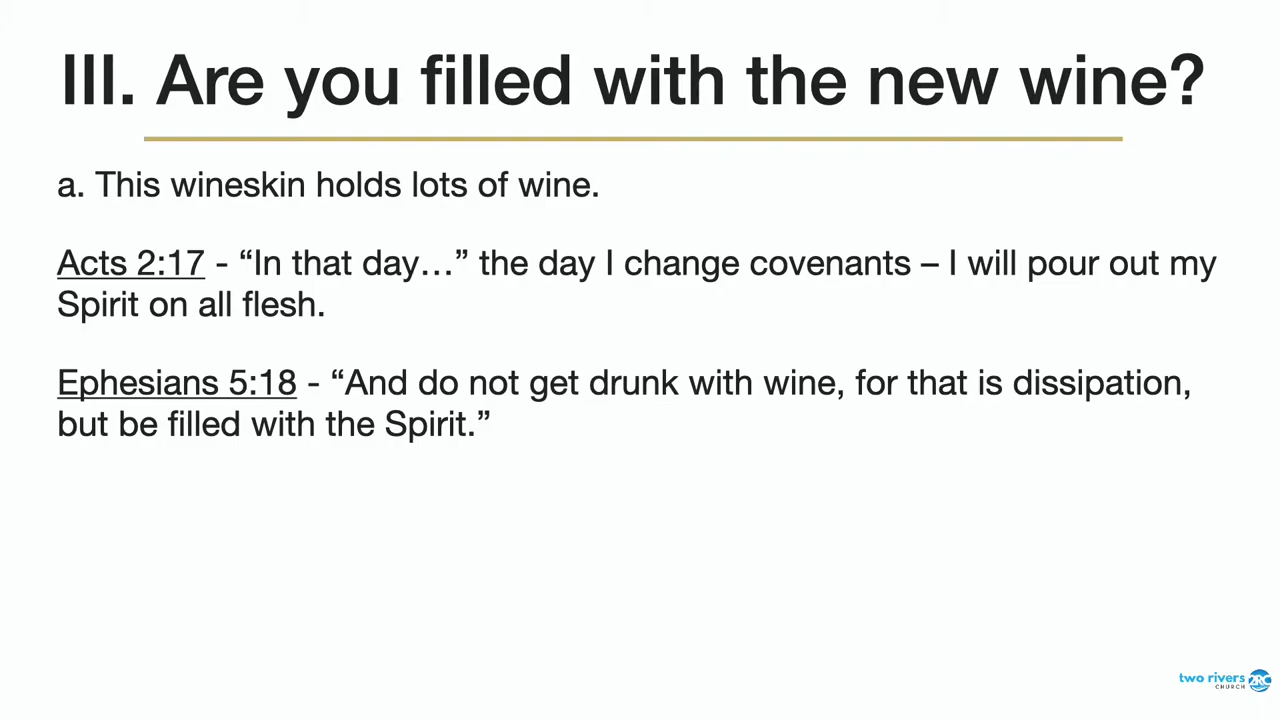 III. Are you filled with the new wine?
a. This wineskin holds lots of wine.
Acts 2:17 - “In that day…” the day I change covenants – I will pour out my
Spirit on all flesh.
Ephesians 5:18 - “And do not get drunk with wine, for that is dissipation,
but be filled with the Spirit.”
two rivers 2RC
CHURCH